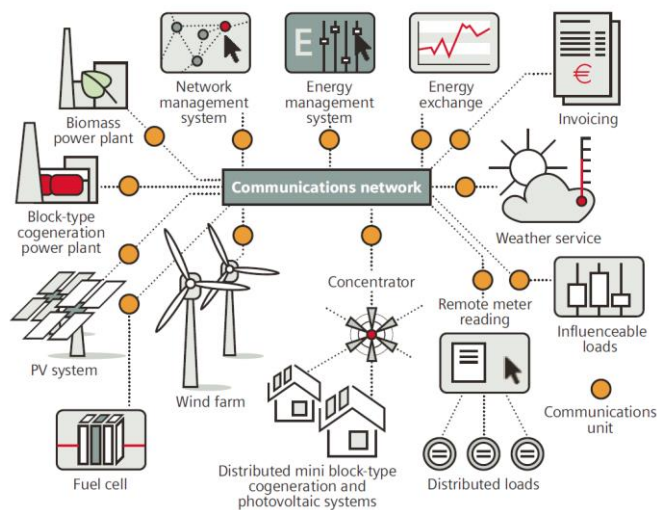 Biomass
power plant
Network
management
system
E
Energy
management
system
Energy
exchange
€
Invoicing
Communications network
Block-type
cogeneration
power plant
Weather service
Concentrator
Remote meter
reading
Influenceable
loads
PV system
Wind farm
Communications
unit
Fuel cell
Distributed mini block-type
cogeneration and
photovoltaic systems
Distributed loads